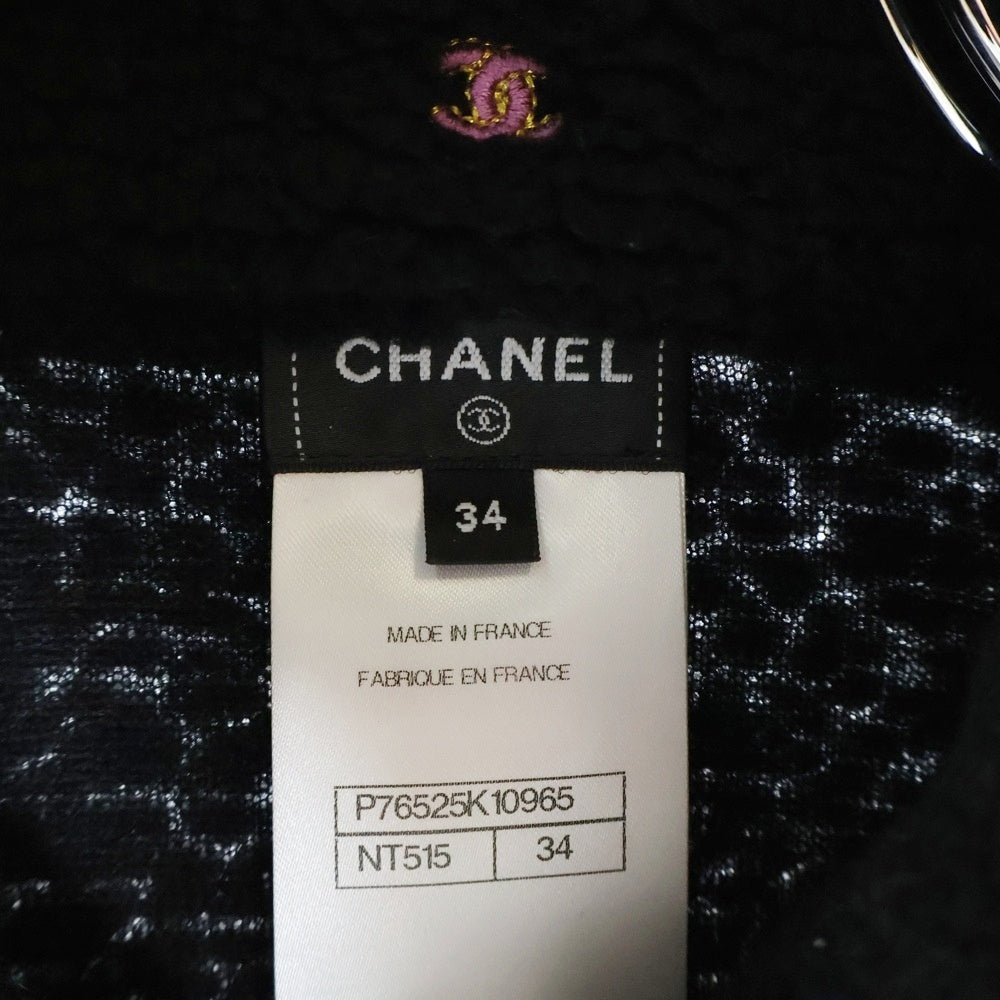 CHANEL
34
MADE IN FRANCE
FABRIQUE EN FRANCE
P76525K10965
NT515 34